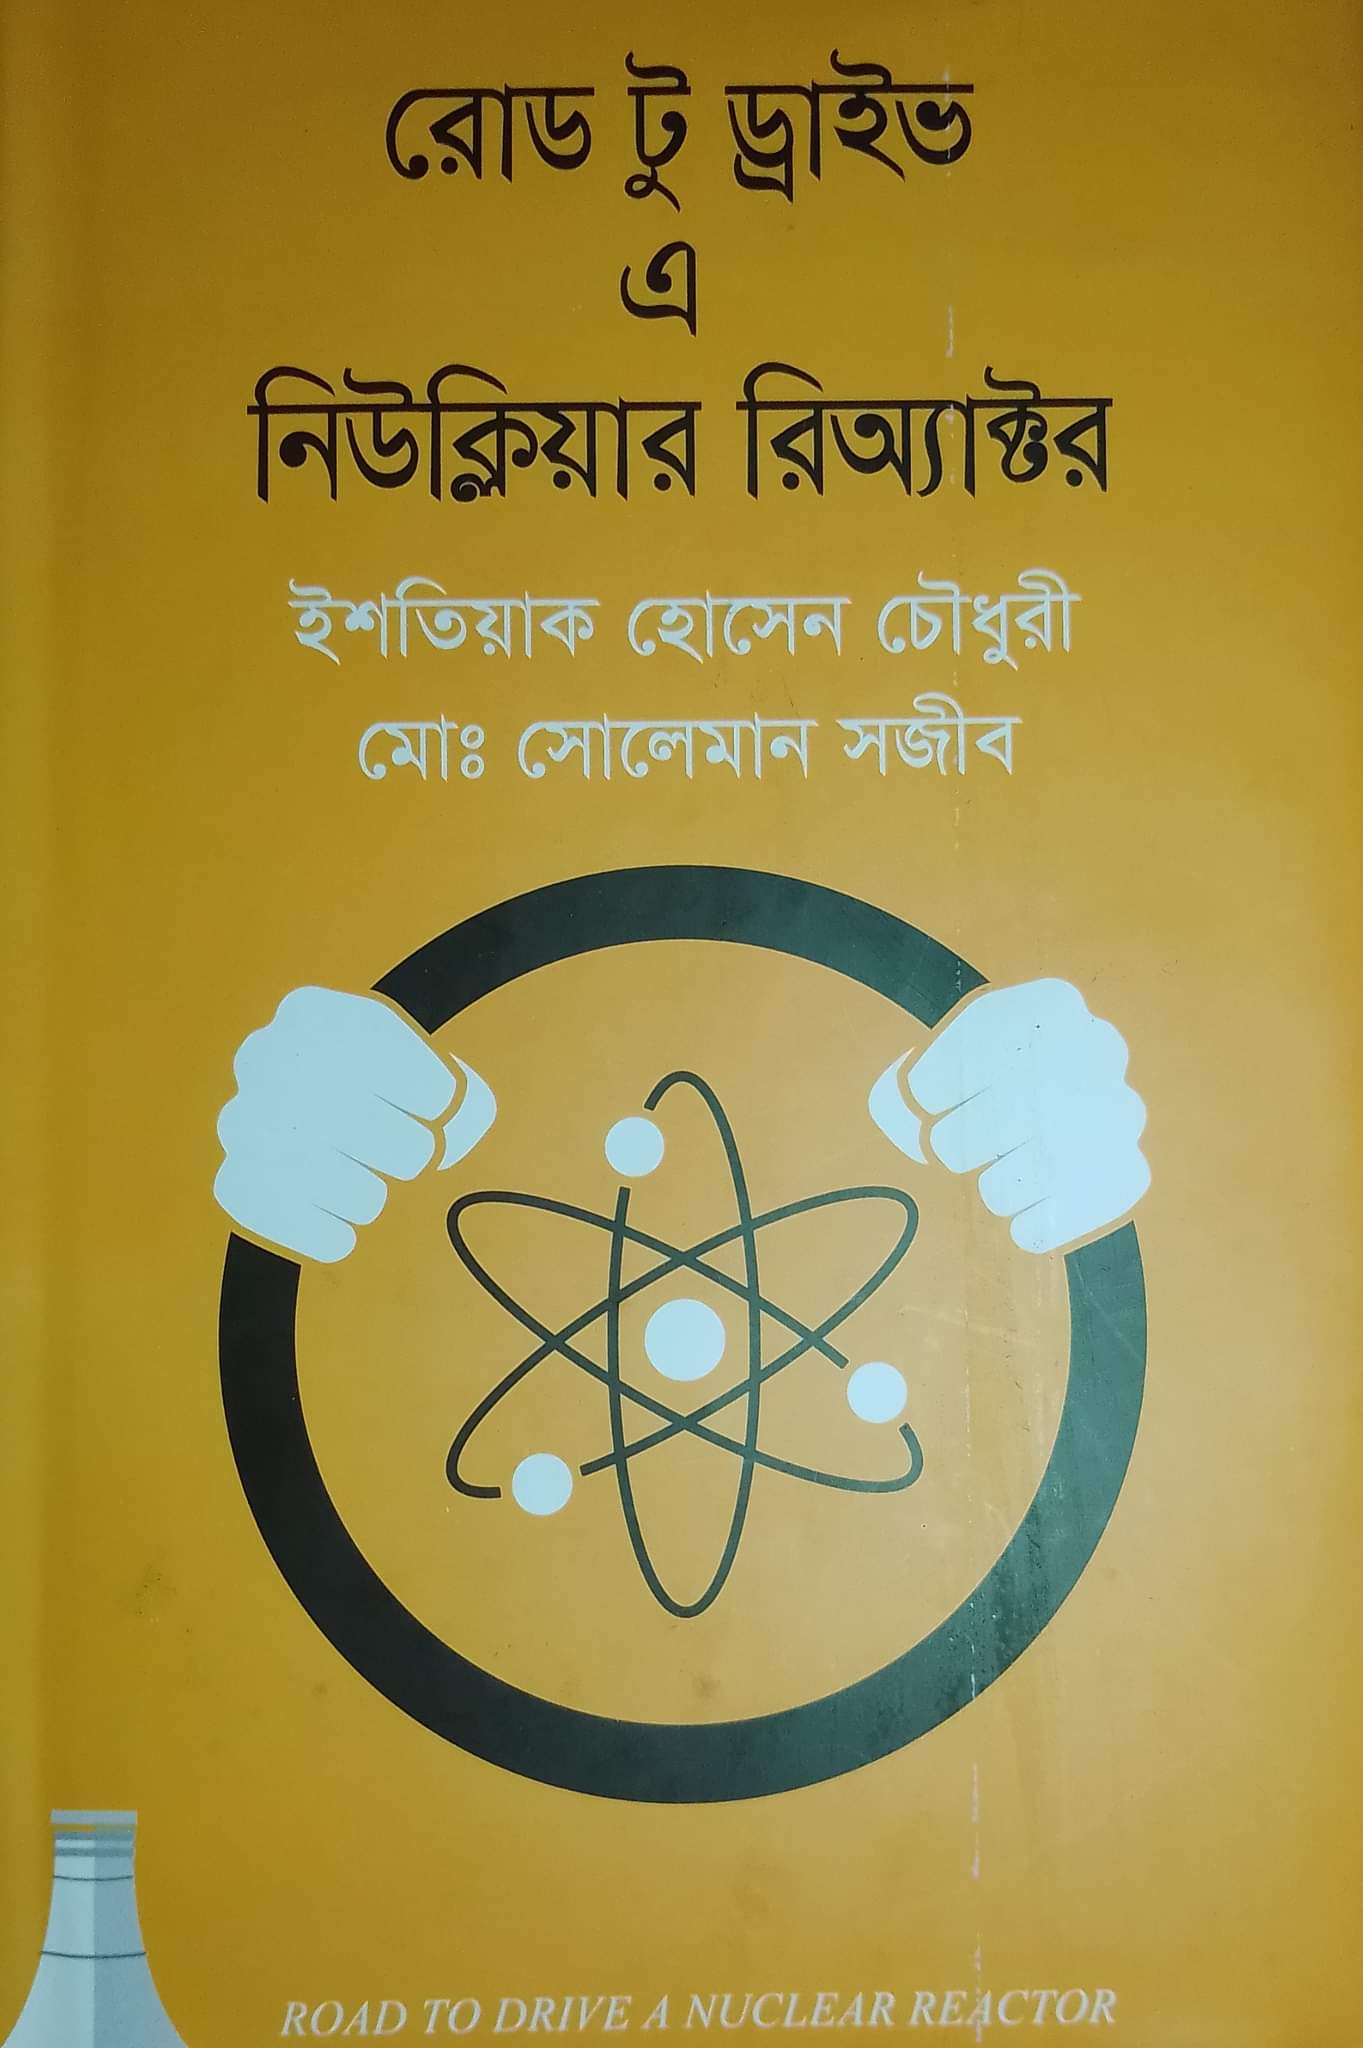 রোড টু ড্রাইভ
এ
নিউক্লিয়ার রিঅ্যাক্টর
ইশতিয়াক হোসেন চৌধুরী
মোঃ সোলেমান সজীব
ROAD TO DRIVE A NUCLEAR REACTOR